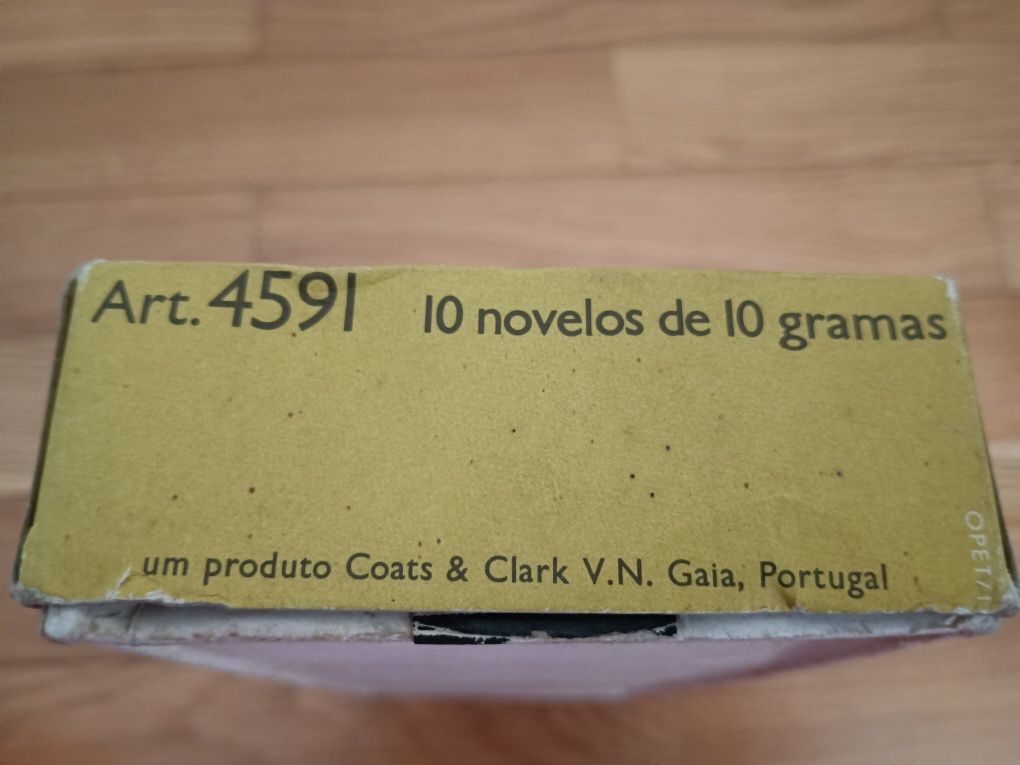 Art. 4591 10 novelos de 10 gramas
um produto Coats & Clark V.N. Gaia, Portugal